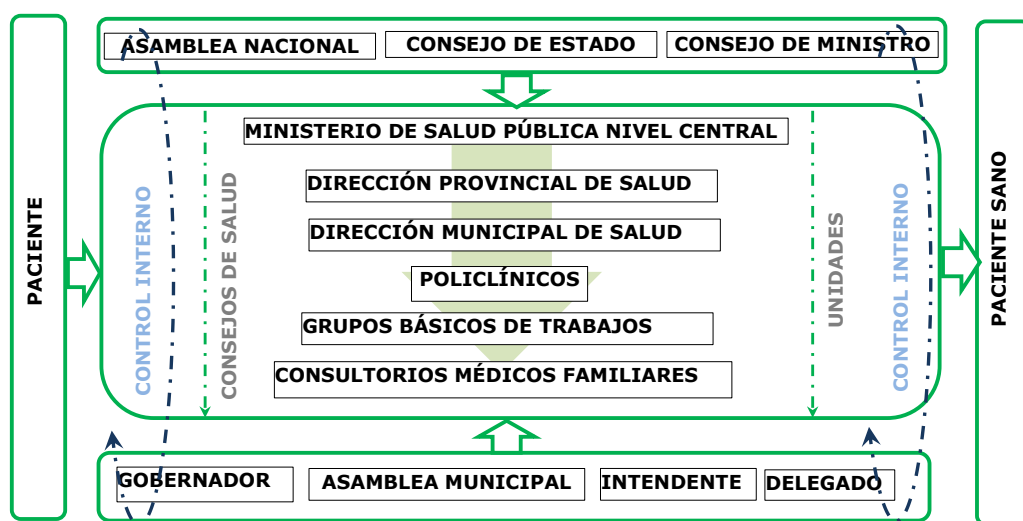 ASAMBLEA NACIONAL
CONSEJO DE ESTADO
CONSEJO DE MINISTRO
PACIENTE
CONTROL INTERNO
CONSEJOS DE SALUD
MINISTERIO DE SALUD PÚBLICA NIVEL CENTRAL
DIRECCIÓN PROVINCIAL DE SALUD
DIRECCIÓN MUNICIPAL DE SALUD
POLICLÍNICOS
GRUPOS BÁSICOS DE TRABAJOS
CONSULTORIOS MÉDICOS FAMILIARES
UNIDADES
CONTROL INTERNO
PACIENTE SANO
GOBERNADOR
ASAMBLEA MUNICIPAL
INTENDENTE
DELEGADO